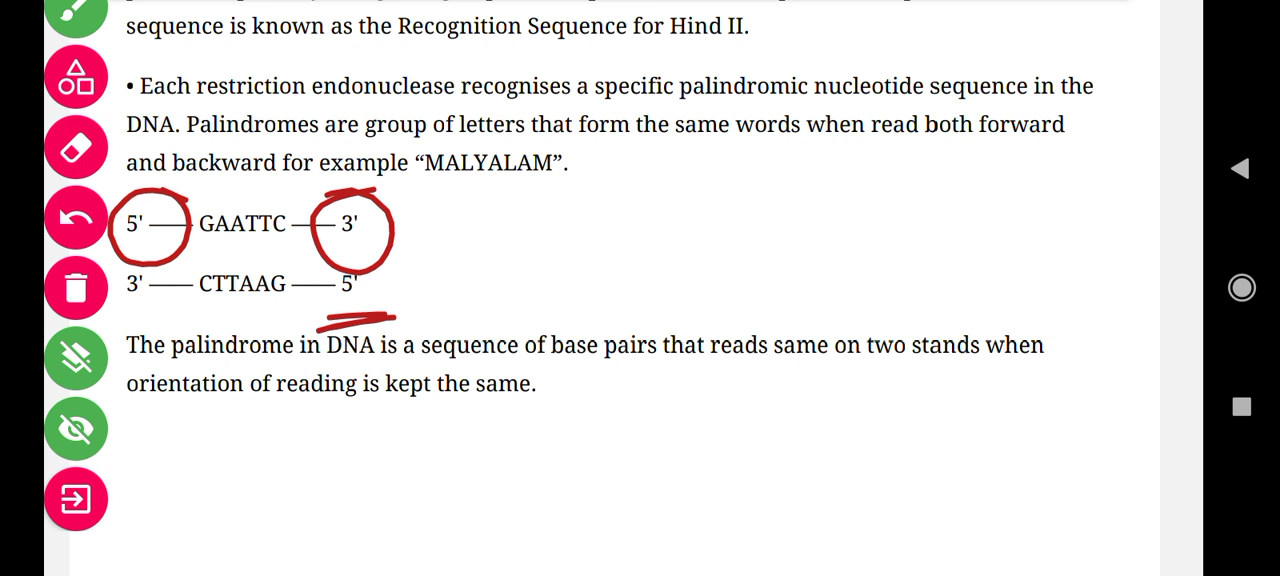 sequence is known as the Recognition Sequence for Hind II.
• Each restriction endonuclease recognises a specific palindromic nucleotide sequence in the
DNA. Palindromes are group of letters that form the same words when read both forward
and backward for example “MALYALAM”.
5' —— GAATTC —— 3'
3' —— CTTAAG —— 5'
The palindrome in DNA is a sequence of base pairs that reads same on two stands when
orientation of reading is kept the same.